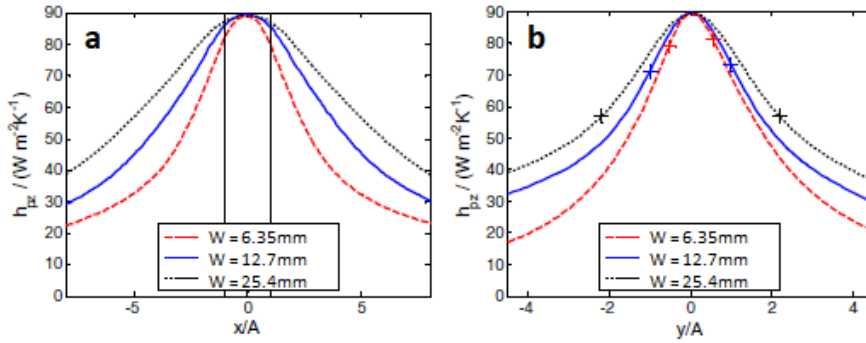 a
90
80
70
60
50
40
30
20
10
0
h_pz / (W m⁻²K⁻¹)
W = 6.35mm
W = 12.7mm
W = 25.4mm
-5 0 5
x/A
b
90
80
70
60
50
40
30
20
10
0
h_pz / (W m⁻²K⁻¹)
W = 6.35mm
W = 12.7mm
W = 25.4mm
-4 -2 0 2 4
y/A